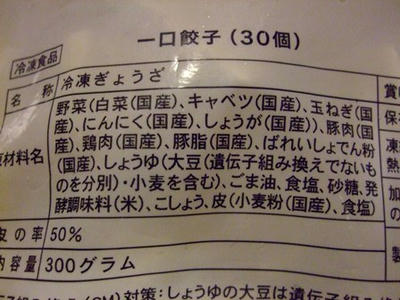 一口餃子(30個)
冷凍食品
名 称 冷凍ぎょうざ
原材料名 野菜(白菜(国産)、キャベツ(国産)、玉ねぎ(国
産)、にんにく(国産)、しょうが(国産))、豚肉(国
産)、鶏肉(国産)、豚脂(国産)、ばれいしょでん粉
(国産)、しょうゆ(大豆(遺伝子組み換えでない
ものを分別)・小麦を含む)、ごま油、食塩、砂糖、発
酵調味料(米)、こしょう、皮(小麦粉(国産)、食塩)
皮の率 50%
内容量 300グラム
対策:しょうゆの大豆は遺伝子組
賞
保
凍
熱
加
の
製